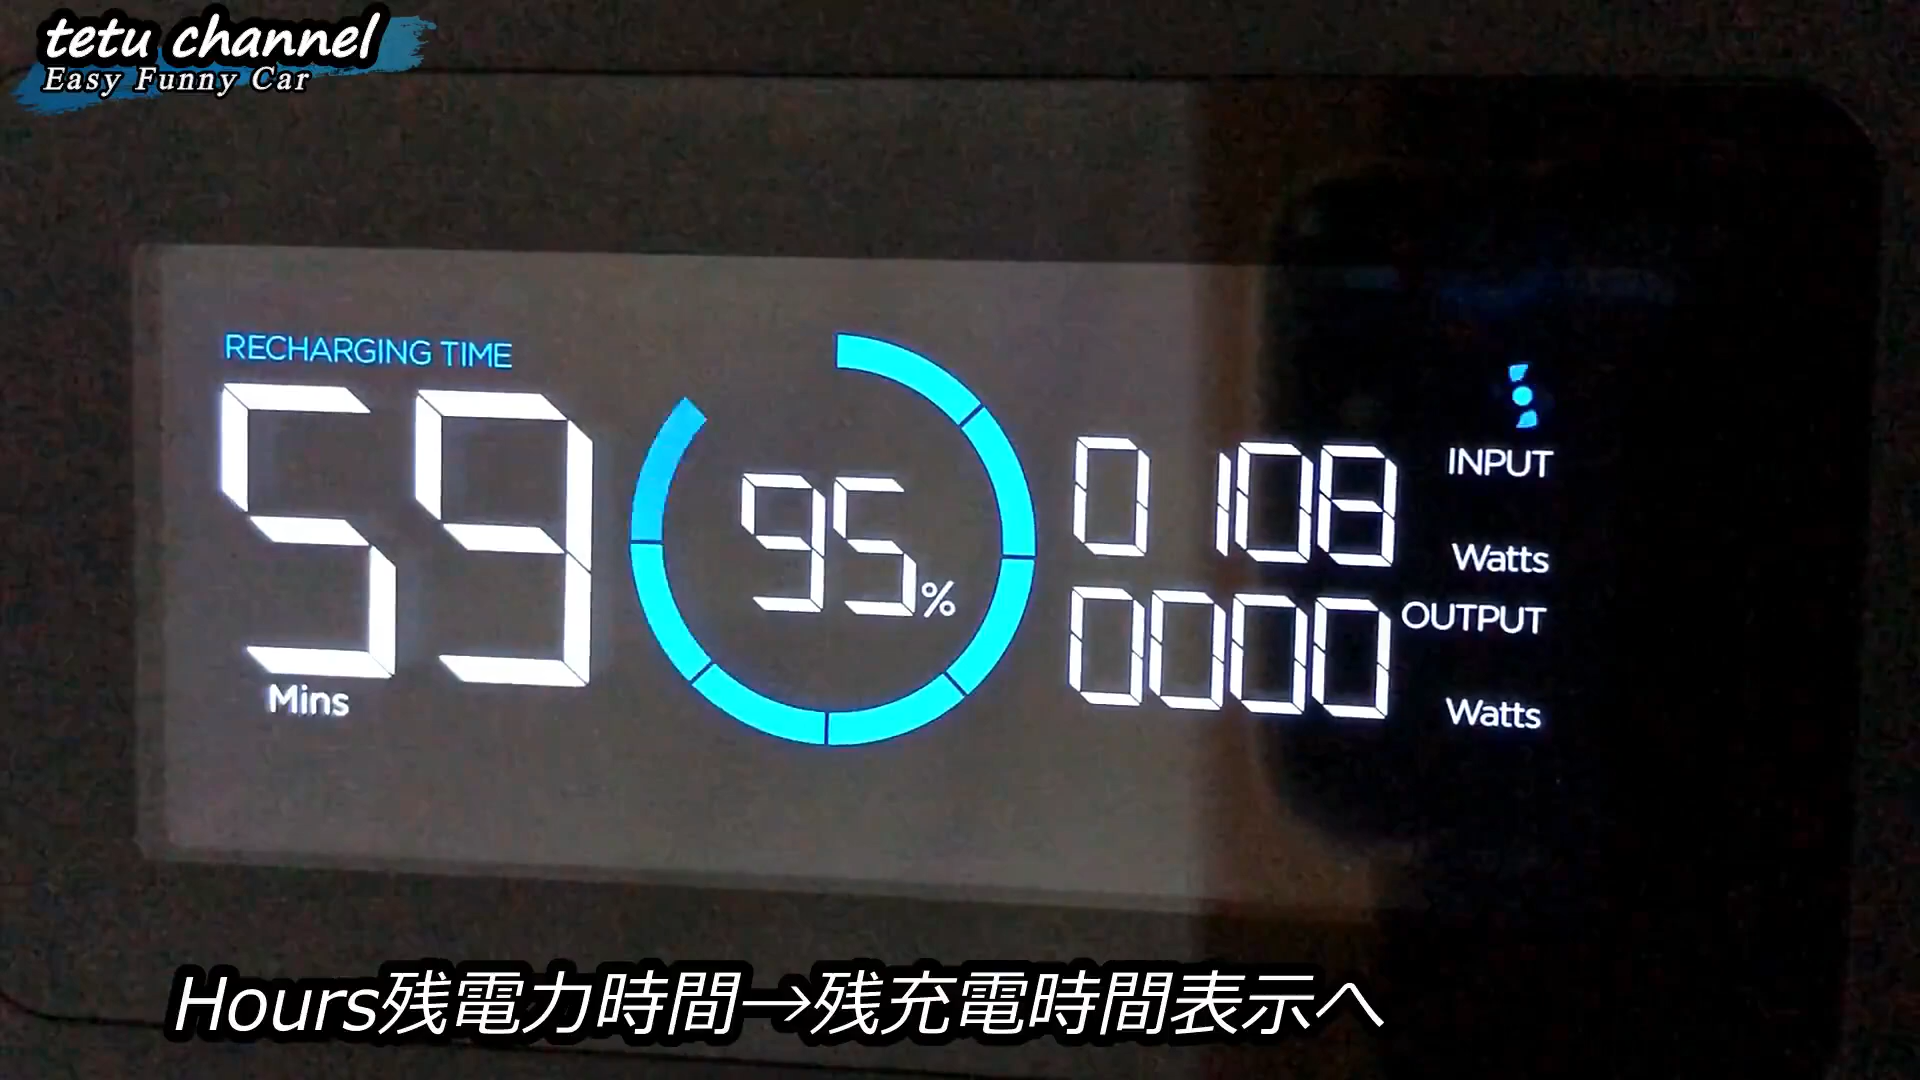 tetu channel
Easy Funny Car
RECHARGING TIME
59
Mins
95%
0108
INPUT
Watts
0000
OUTPUT
Watts
Hours残電力時間→残充電時間表示へ